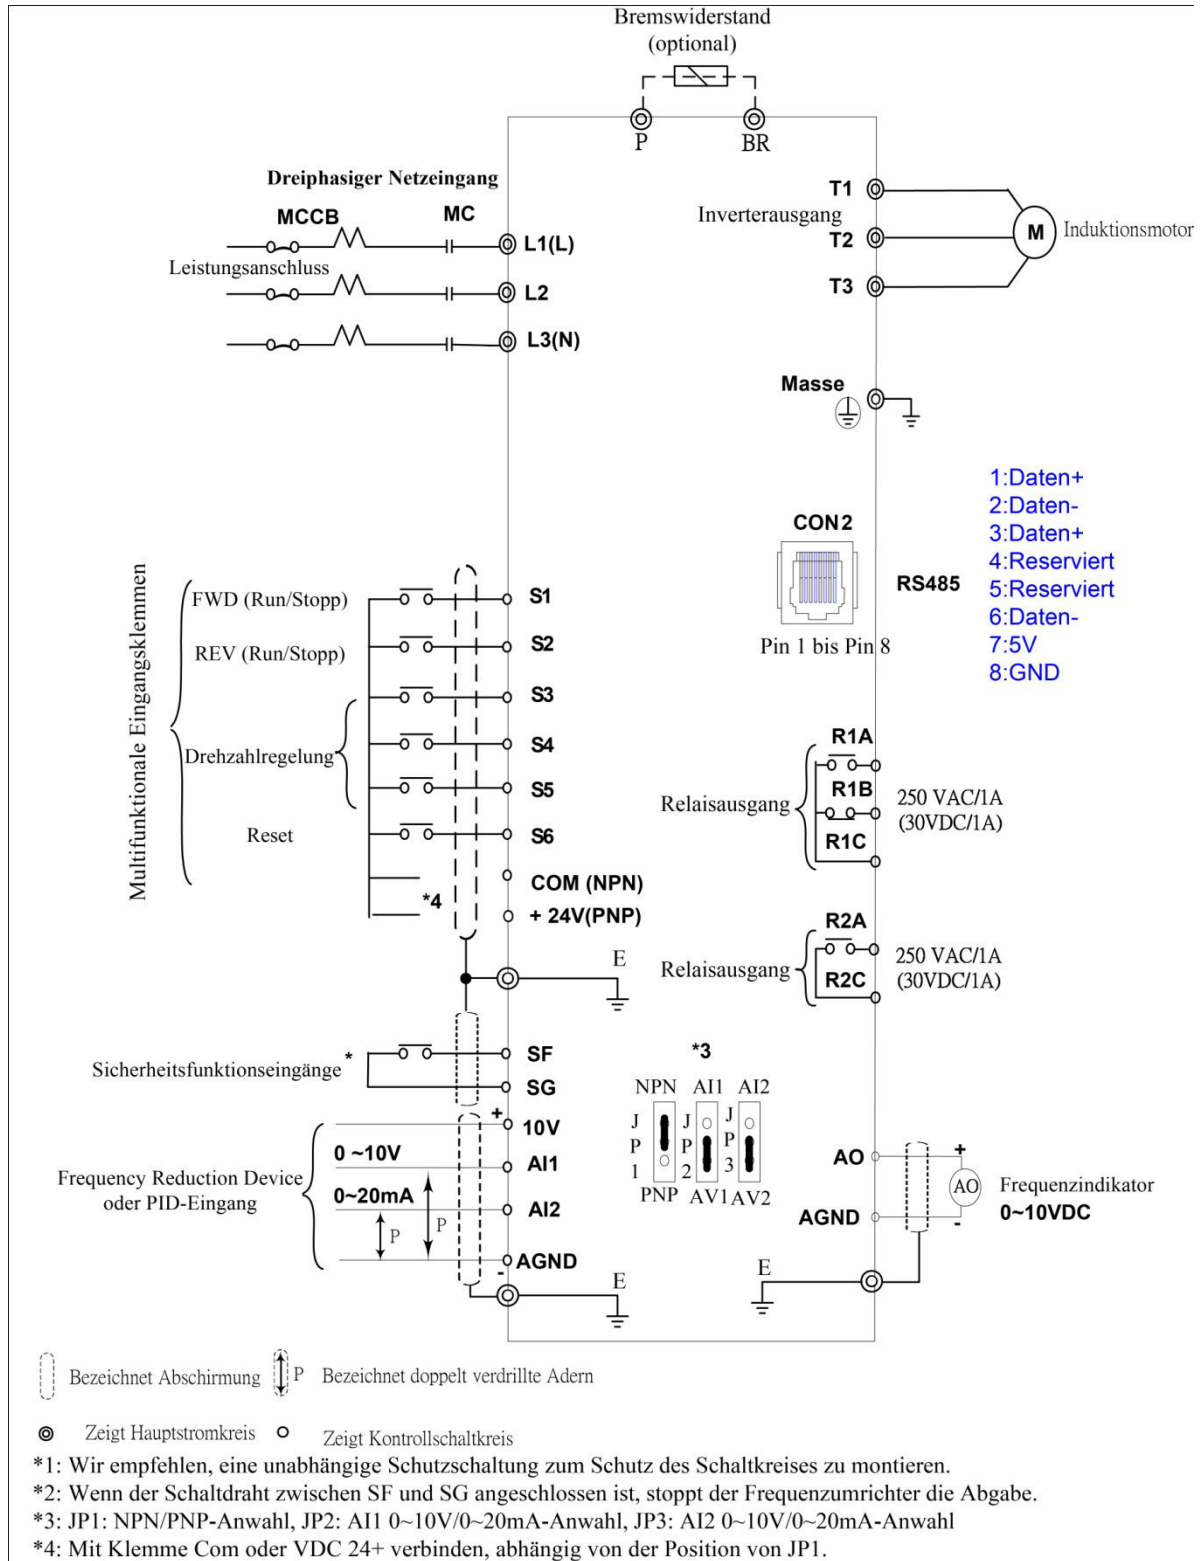 Bremswiderstand
(optional)
P
BR
Dreiphasiger Netzeingang
MCCB
MC
L1(L)
Leistungsanschluss
L2
L3(N)
T1
Inverterausgang
T2
M
Induktionsmotor
T3
Masse
1:Daten+
2:Daten-
3:Daten+
4:Reserviert
5:Reserviert
6:Daten-
7:5V
8:GND
CON2
RS485
Pin 1 bis Pin 8
Multifunktionale Eingangsklemmen
FWD (Run/Stopp)
S1
REV (Run/Stopp)
S2
S3
Drehzahlregelung
S4
S5
Reset
S6
COM (NPN)
*4
+ 24V(PNP)
E
Relaisausgang
R1A
R1B
R1C
250 VAC/1A
(30VDC/1A)
Relaisausgang
R2A
R2C
250 VAC/1A
(30VDC/1A)
Sicherheitsfunktionseingänge
*
SF
SG
*3
NPN AI1 AI2
J J J
P P P
1 2 3
PNP AV1 AV2
+
10V
0 ~10V
AI1
Frequency Reduction Device
oder PID-Eingang
0~20mA
AI2
P
P
AGND
-
E
AO
+
AO
Frequenzindikator
0~10VDC
AGND
-
E
Bezeichnet Abschirmung
P
Bezeichnet doppelt verdrillte Adern
Zeigt Hauptstromkreis
Zeigt Kontrollschaltkreis
*1: Wir empfehlen, eine unabhängige Schutzschaltung zum Schutz des Schaltkreises zu montieren.
*2: Wenn der Schaltdraht zwischen SF und SG angeschlossen ist, stoppt der Frequenzumrichter die Abgabe.
*3: JP1: NPN/PNP-Anwahl, JP2: AI1 0~10V/0~20mA-Anwahl, JP3: AI2 0~10V/0~20mA-Anwahl
*4: Mit Klemme Com oder VDC 24+ verbinden, abhängig von der Position von JP1.